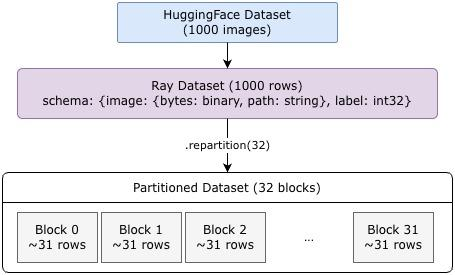 HuggingFace Dataset
(1000 images)
Ray Dataset (1000 rows)
schema: {image: {bytes: binary, path: string}, label: int32}
.repartition(32)
Partitioned Dataset (32 blocks)
Block 0
~31 rows
Block 1
~31 rows
Block 2
~31 rows
...
Block 31
~31 rows